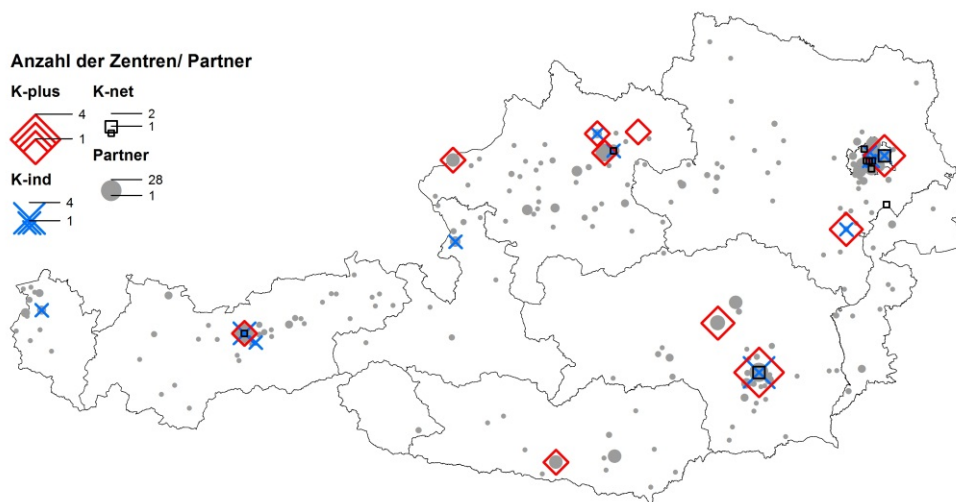 Anzahl der Zentren/ Partner
K-plus K-net
4 2
1 1
Partner
K-ind 28
4 1
1